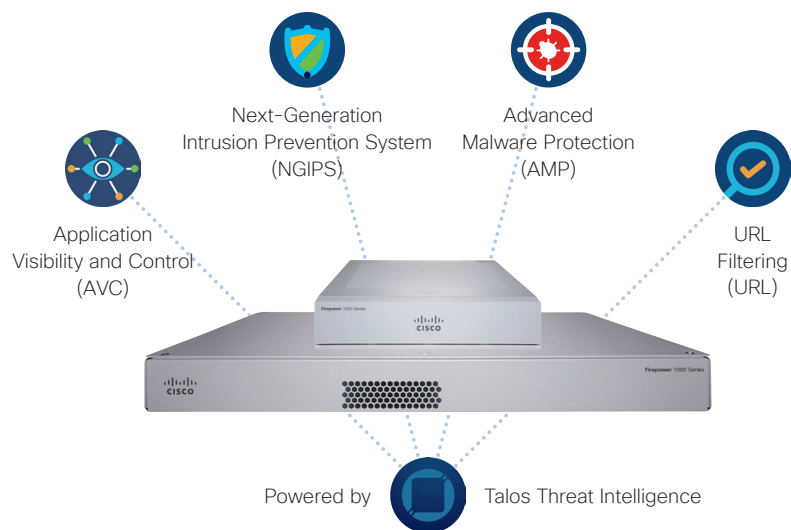 Next-Generation
Intrusion Prevention System
(NGIPS)
Advanced
Malware Protection
(AMP)
Application
Visibility and Control
(AVC)
URL
Filtering
(URL)
Firepower 1000 Series
CISCO
Firepower 1000 Series
CISCO
Powered by
Talos Threat Intelligence